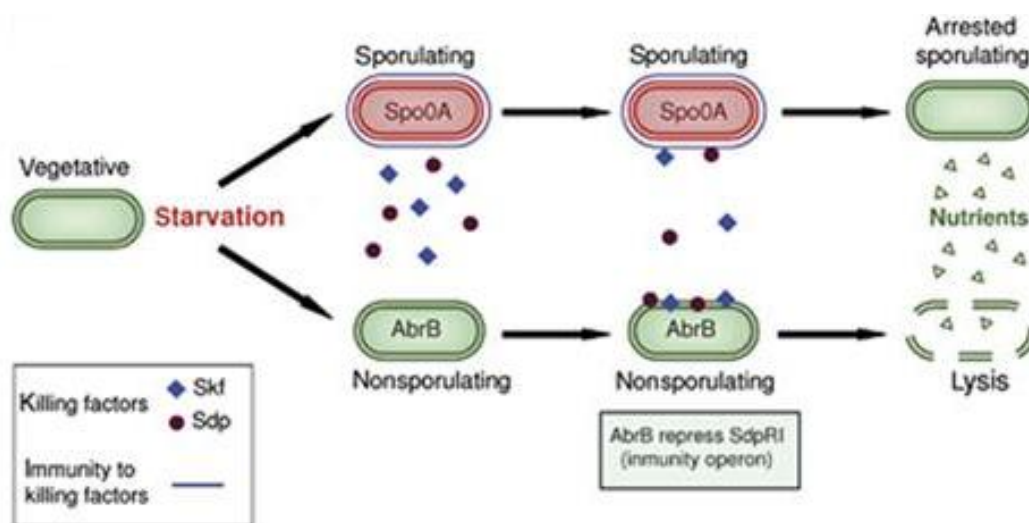 Arrested
sporulating
Sporulating
Sporulating
Spo0A
Spo0A
Vegetative
Starvation
Nutrients
AbrB
AbrB
Nonsporulating
Nonsporulating
Lysis
Killing factors
Skf
Sdp
Immunity to
killing factors
AbrB repress SdpRI
(inmunity operon)